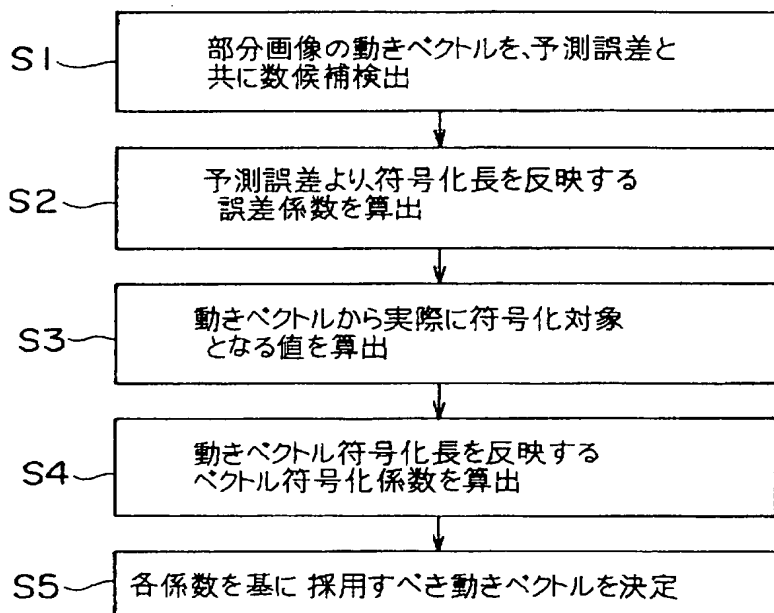 S1
部分画像の動きベクトルを、予測誤差と
共に数候補検出
S2
予測誤差より、符号化長を反映する
誤差係数を算出
S3
動きベクトルから実際に符号化対象
となる値を算出
S4
動きベクトル符号化長を反映する
ベクトル符号化係数を算出
S5
各係数を基に採用すべき動きベクトルを決定